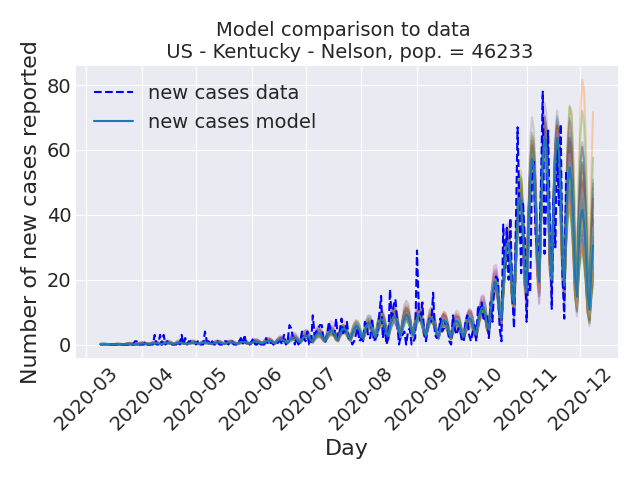 Model comparison to data
US - Kentucky - Nelson, pop. = 46233
Number of new cases reported
80
60
40
20
0
new cases data
new cases model
2020-03
2020-04
2020-05
2020-06
2020-07
2020-08
2020-09
2020-10
2020-11
2020-12
Day